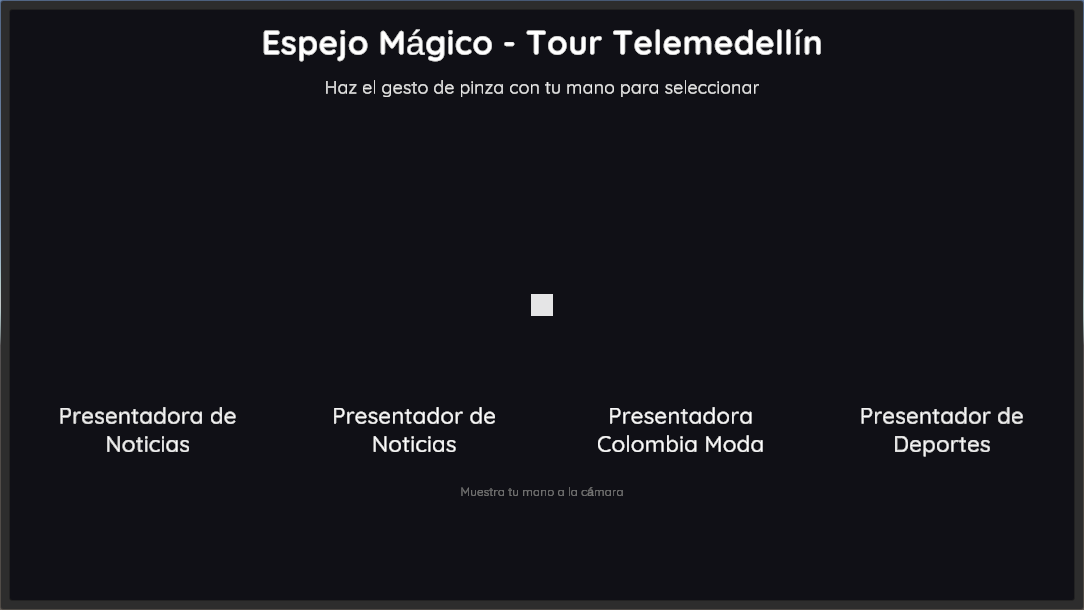 Espejo Mágico - Tour Telemedellín
Haz el gesto de pinza con tu mano para seleccionar
Presentadora de
Noticias
Presentador de
Noticias
Presentadora
Colombia Moda
Presentador de
Deportes
Muestra tu mano a la cámara